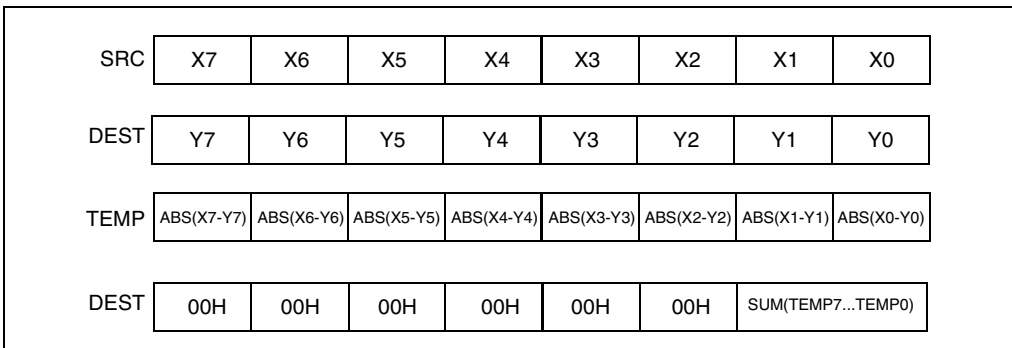 SRC X7 X6 X5 X4 X3 X2 X1 X0
DEST Y7 Y6 Y5 Y4 Y3 Y2 Y1 Y0
TEMP ABS(X7-Y7) ABS(X6-Y6) ABS(X5-Y5) ABS(X4-Y4) ABS(X3-Y3) ABS(X2-Y2) ABS(X1-Y1) ABS(X0-Y0)
DEST 00H 00H 00H 00H 00H 00H SUM(TEMP7...TEMP0)